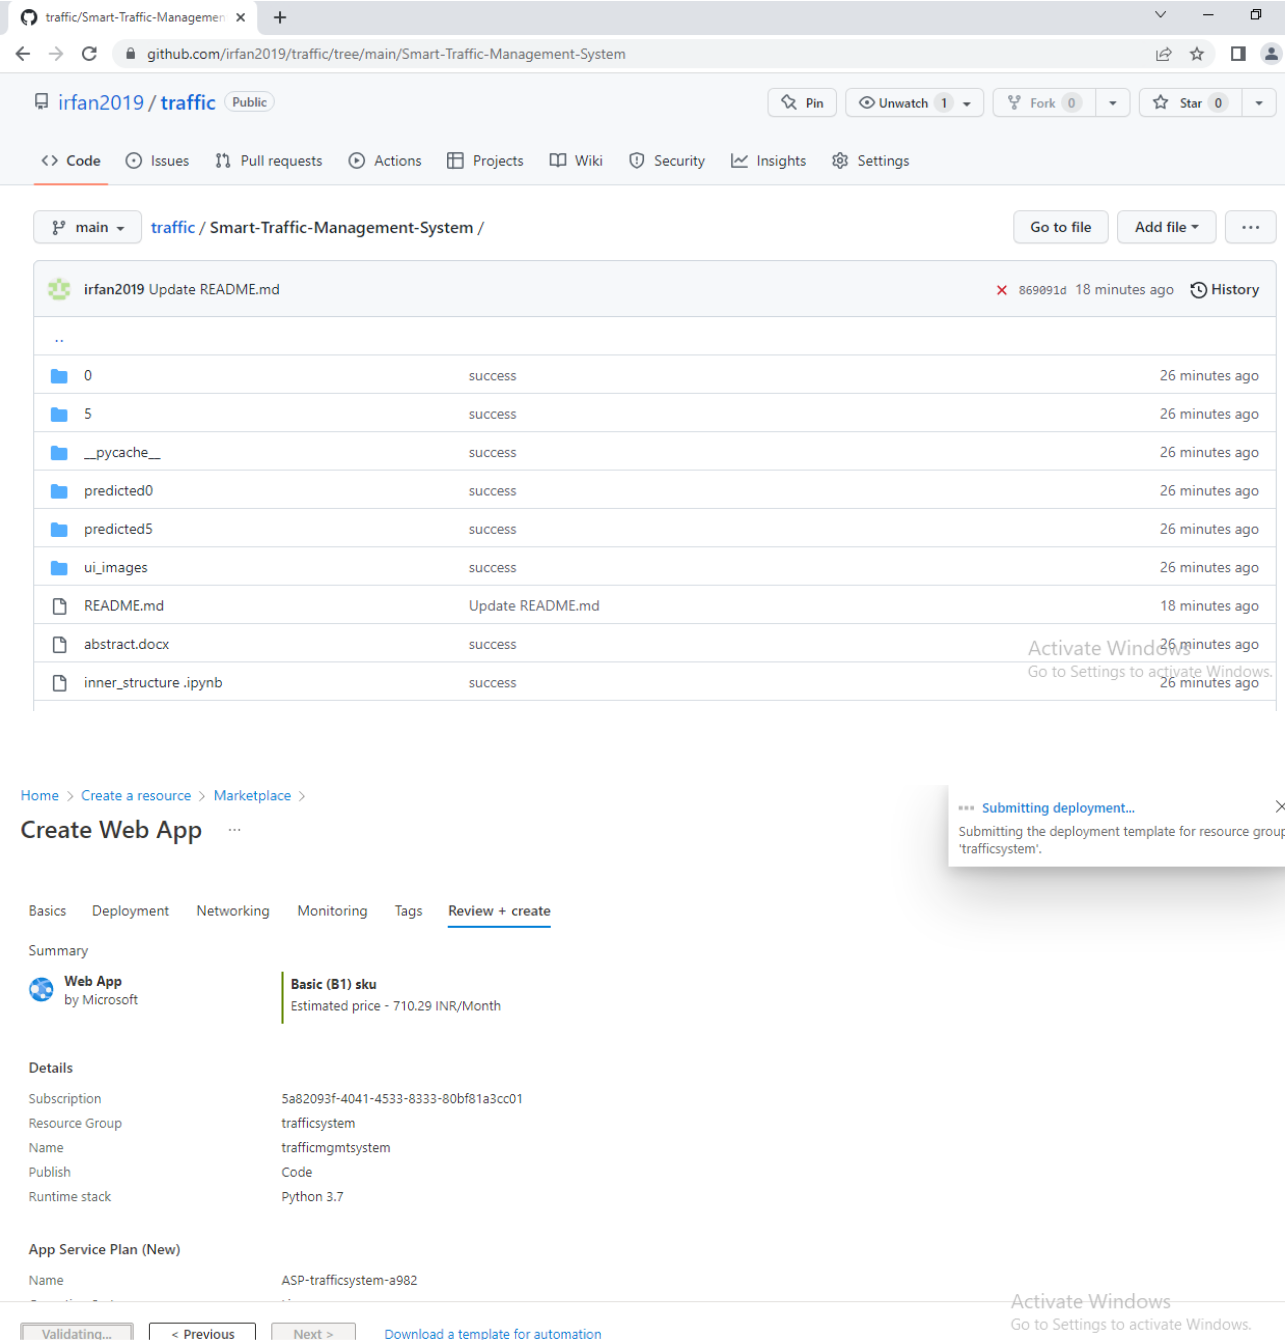 traffic/Smart-Traffic-Managemen
github.com/irfan2019/traffic/tree/main/Smart-Traffic-Management-System
irfan2019 / traffic Public
Pin Unwatch 1 Fork 0 Star 0
Code Issues Pull requests Actions Projects Wiki Security Insights Settings
main traffic / Smart-Traffic-Management-System / Go to file Add file ...
irfan2019 Update README.md 869091d 18 minutes ago History
..
0 success 26 minutes ago
5 success 26 minutes ago
__pycache__ success 26 minutes ago
predicted0 success 26 minutes ago
predicted5 success 26 minutes ago
ui_images success 26 minutes ago
README.md Update README.md 18 minutes ago
abstract.docx success 26 minutes ago
inner_structure .ipynb success 26 minutes ago
Activate Windows
Go to Settings to activate Windows.
Home > Create a resource > Marketplace >
Create Web App ...
Submitting deployment...
Submitting the deployment template for resource group
'trafficsystem'.
Basics Deployment Networking Monitoring Tags Review + create
Summary
Web App
by Microsoft
Basic (B1) sku
Estimated price - 710.29 INR/Month
Details
Subscription 5a82093f-4041-4533-8333-80bf81a3cc01
Resource Group trafficsystem
Name trafficmgmtsystem
Publish Code
Runtime stack Python 3.7
App Service Plan (New)
Name ASP-trafficsystem-a982
Activate Windows
Go to Settings to activate Windows.
Validating... < Previous Next > Download a template for automation